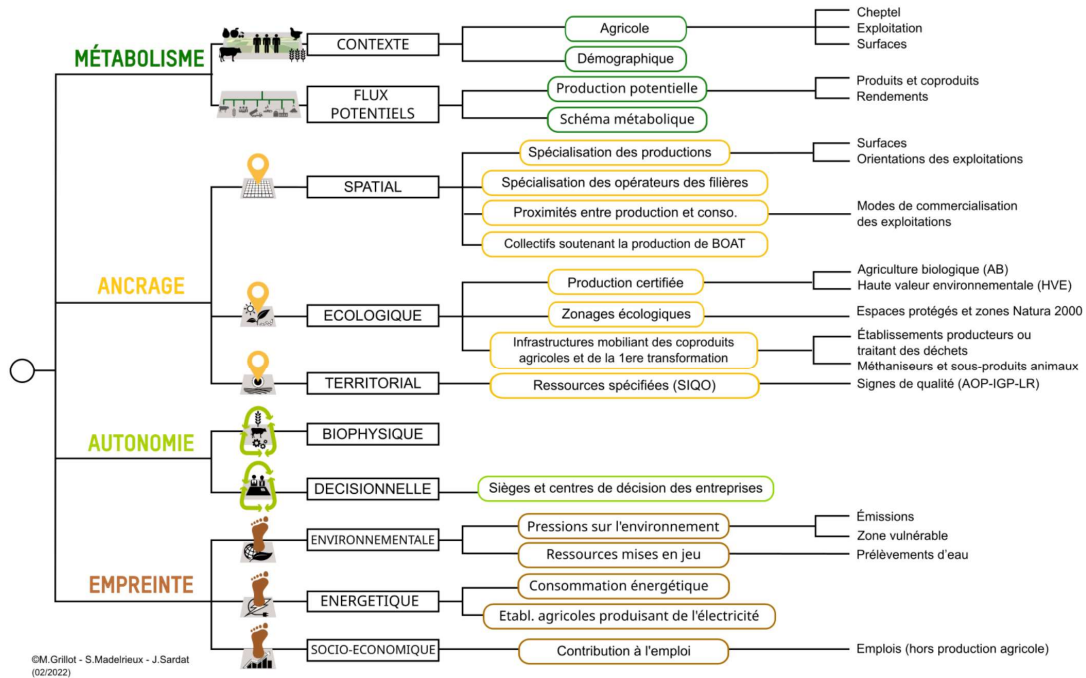 MÉTABOLISME
CONTEXTE
Agricole
Cheptel
Exploitation
Surfaces
Démographique
FLUX
POTENTIELS
Production potentielle
Produits et coproduits
Rendements
Schéma métabolique
ANCRAGE
SPATIAL
Spécialisation des productions
Surfaces
Orientations des exploitations
Spécialisation des opérateurs des filières
Proximités entre production et conso.
Modes de commercialisation
des exploitations
Collectifs soutenant la production de BOAT
ECOLOGIQUE
Production certifiée
Agriculture biologique (AB)
Haute valeur environnementale (HVE)
Zonages écologiques
Espaces protégés et zones Natura 2000
Infrastructures mobiliant des coproduits
agricoles et de la 1ere transformation
Établissements producteurs ou
traitant des déchets
Méthaniseurs et sous-produits animaux
TERRITORIAL
Ressources spécifiées (SIQO)
Signes de qualité (AOP-IGP-LR)
AUTONOMIE
BIOPHYSIQUE
DECISIONNELLE
Sièges et centres de décision des entreprises
EMPREINTE
ENVIRONNEMENTALE
Pressions sur l'environnement
Émissions
Zone vulnérable
Ressources mises en jeu
Prélèvements d'eau
ENERGETIQUE
Consommation énergétique
Etabl. agricoles produisant de l'électricité
SOCIO-ECONOMIQUE
Contribution à l'emploi
Emplois (hors production agricole)
©M.Grillot - S.Madelrieux - J.Sardat
(02/2022)